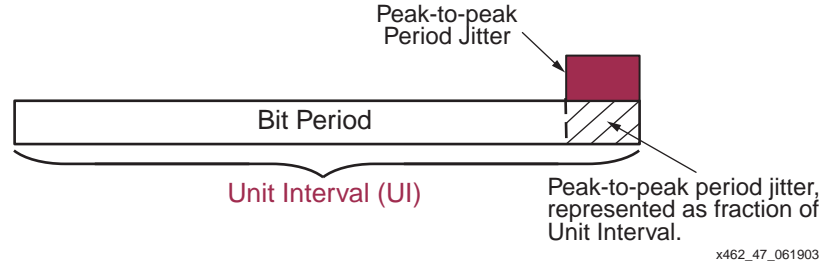 Peak-to-peak
Period Jitter
Bit Period
Unit Interval (UI)
Peak-to-peak period jitter,
represented as fraction of
Unit Interval.
x462_47_061903